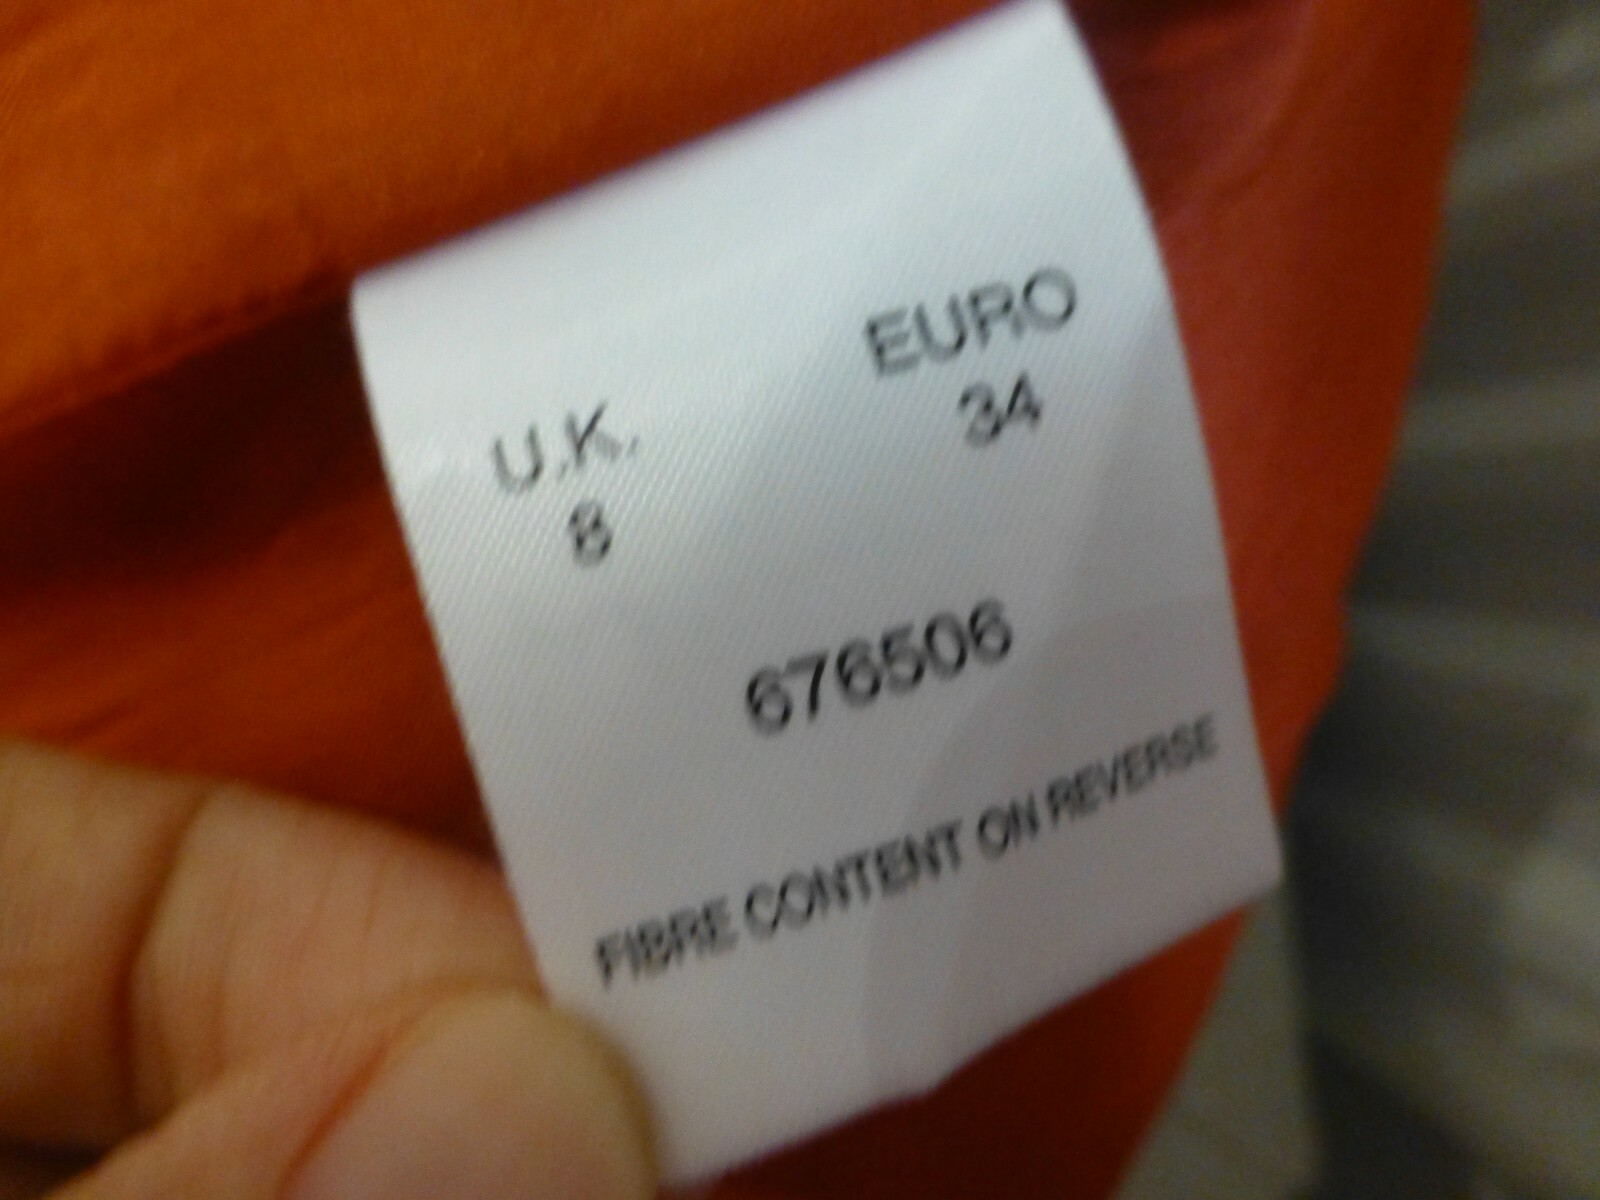 U.K. EURO
8 34
676506
FIBRE CONTENT ON REVERSE